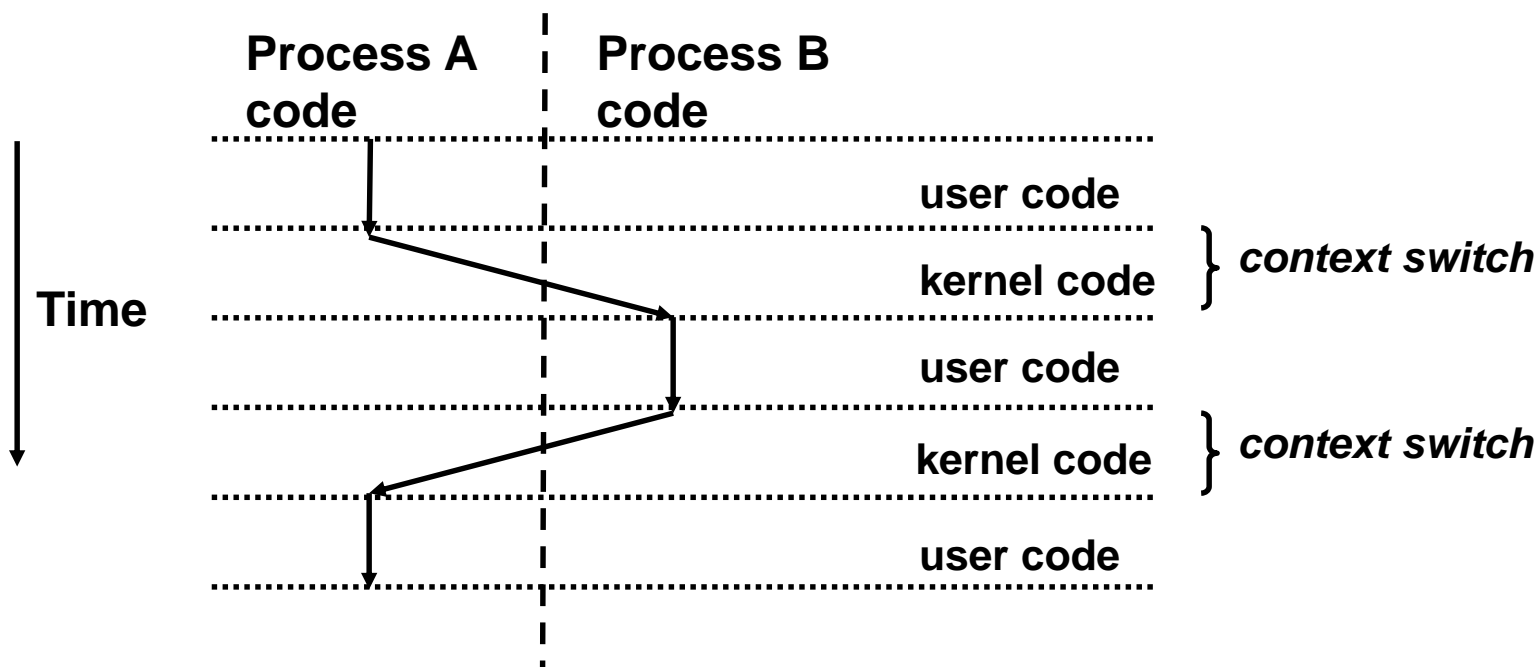 Process A
code
Process B
code
user code
kernel code
context switch
Time
user code
kernel code
context switch
user code